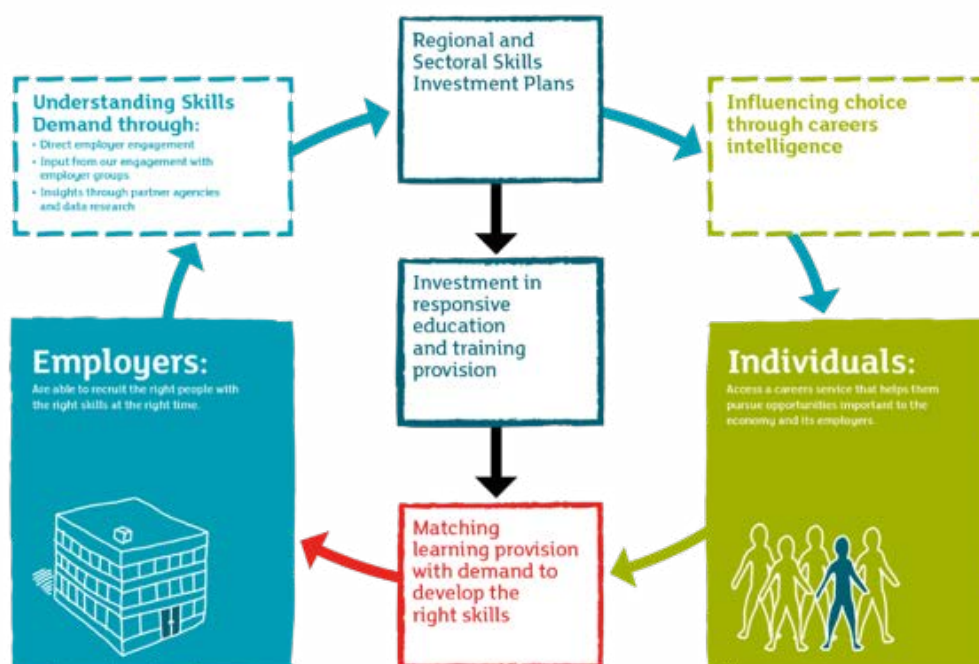 Regional and
Sectoral Skills
Investment Plans
Understanding Skills
Demand through:
• Direct employer engagement
• Input from our engagement with
employer groups
• Insights through partner agencies
and data research
Influencing choice
through careers
intelligence
Investment in
responsive
education
and training
provision
Employers:
Are able to recruit the right people with
the right skills at the right time.
Individuals:
Access a careers service that helps them
pursue opportunities important to the
economy and its employers.
Matching
learning provision
with demand to
develop the
right skills